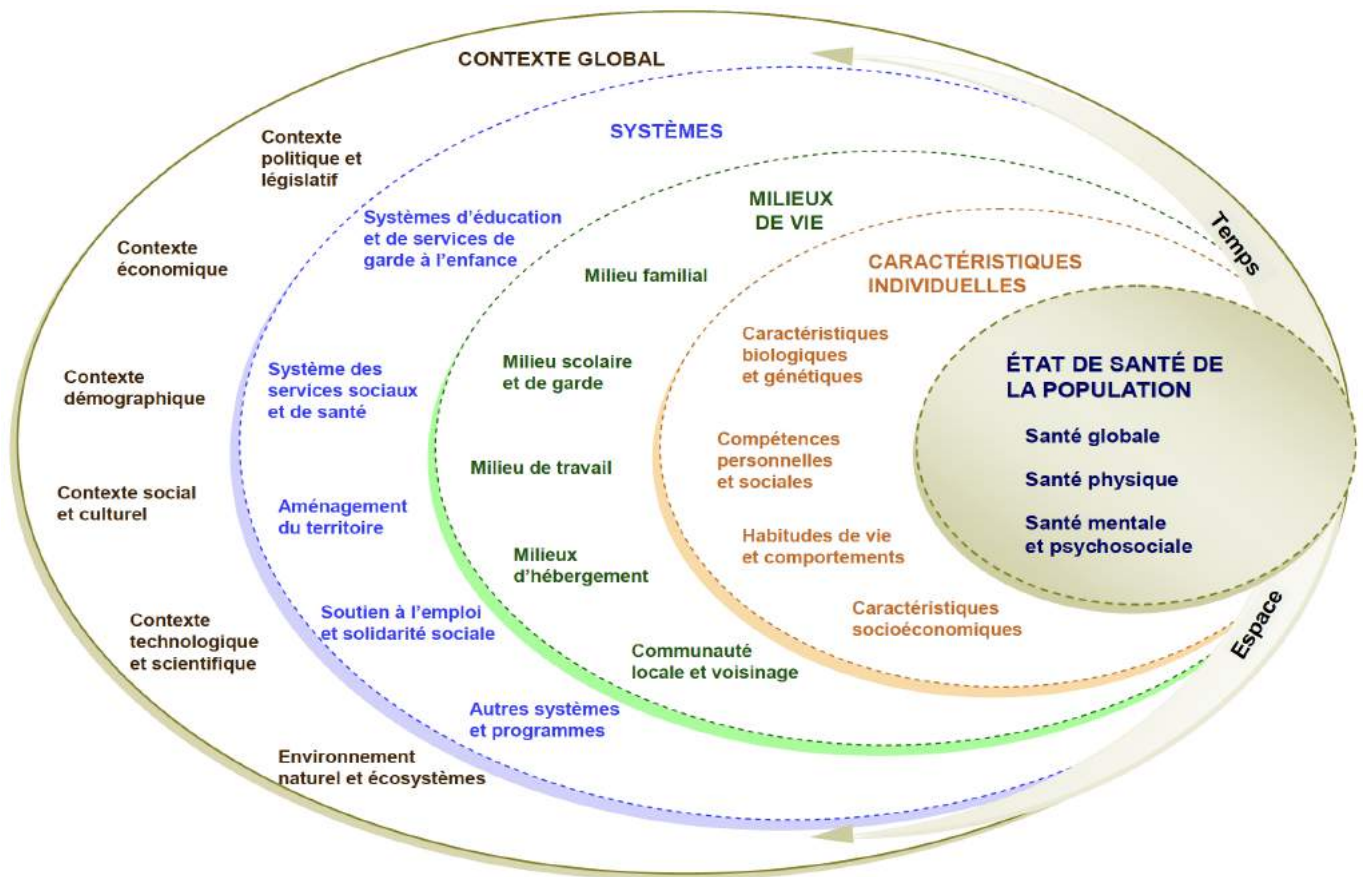 CONTEXTE GLOBAL
Contexte
politique et
législatif
Contexte
économique
Contexte
démographique
Contexte social
et culturel
Contexte
technologique
et scientifique
Environnement
naturel et écosystèmes
SYSTÈMES
Systèmes d’éducation
et de services de
garde à l’enfance
Système des
services sociaux
et de santé
Aménagement
du territoire
Soutien à l’emploi
et solidarité sociale
Autres systèmes
et programmes
MILIEUX
DE VIE
Milieu familial
Milieu scolaire
et de garde
Milieu de travail
Milieux
d’hébergement
Communauté
locale et voisinage
CARACTÉRISTIQUES
INDIVIDUELLES
Caractéristiques
biologiques
et génétiques
Compétences
personnelles
et sociales
Habitudes de vie
et comportements
Caractéristiques
socioéconomiques
ÉTAT DE SANTÉ DE
LA POPULATION
Santé globale
Santé physique
Santé mentale
et psychosociale
Temps
Espace